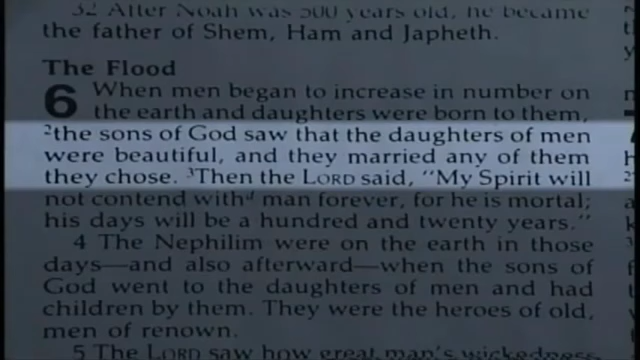 32 After Noah was 500 years old, he became
the father of Shem, Ham and Japheth.
The Flood
6 When men began to increase in number on
the earth and daughters were born to them,
2the sons of God saw that the daughters of men
were beautiful, and they married any of them
they chose. 3Then the LORD said, "My Spirit will
not contend withd man forever, for he is mortal;
his days will be a hundred and twenty years."
4 The Nephilim were on the earth in those
days—and also afterward—when the sons of
God went to the daughters of men and had
children by them. They were the heroes of old,
men of renown.
5 The LORD saw how great man's wickedness